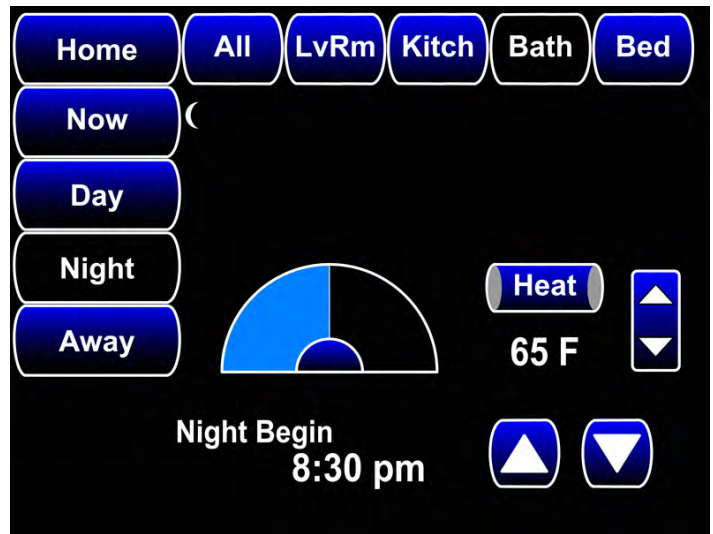 Home All LvRm Kitch Bath Bed
Now
Day
Night
Away
Heat
65 F
Night Begin
8:30 pm